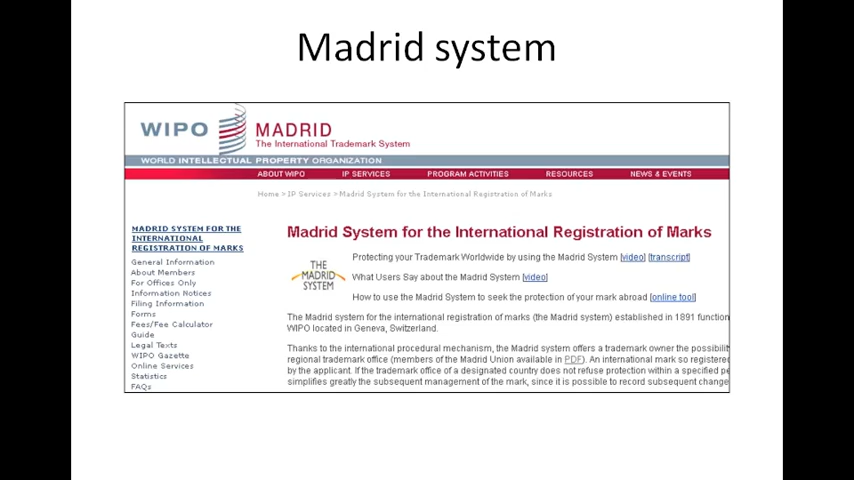 Madrid system
WIPO
MADRID
The International Trademark System
WORLD INTELLECTUAL PROPERTY ORGANIZATION
ABOUT WIPO IP SERVICES PROGRAM ACTIVITIES RESOURCES NEWS & EVENTS
Home > IP Services > Madrid System for the International Registration of Marks
MADRID SYSTEM FOR THE
INTERNATIONAL
REGISTRATION OF MARKS
General Information
About Members
For Offices Only
Information Notices
Filing Information
Forms
Fees/Fee Calculator
Guide
Legal Texts
WIPO Gazette
Online Services
Statistics
FAQs
Madrid System for the International Registration of Marks
THE
MADRID
SYSTEM
Protecting your Trademark Worldwide by using the Madrid System [video] [transcript]
What Users Say about the Madrid System [video]
How to use the Madrid System to seek the protection of your mark abroad [online tool]
The Madrid system for the international registration of marks (the Madrid system) established in 1891 function
WIPO located in Geneva, Switzerland.
Thanks to the international procedural mechanism, the Madrid system offers a trademark owner the possibilit
regional trademark office (members of the Madrid Union available in PDF). An international mark so registere
by the applicant. If the trademark office of a designated country does not refuse protection within a specified pe
simplifies greatly the subsequent management of the mark, since it is possible to record subsequent change